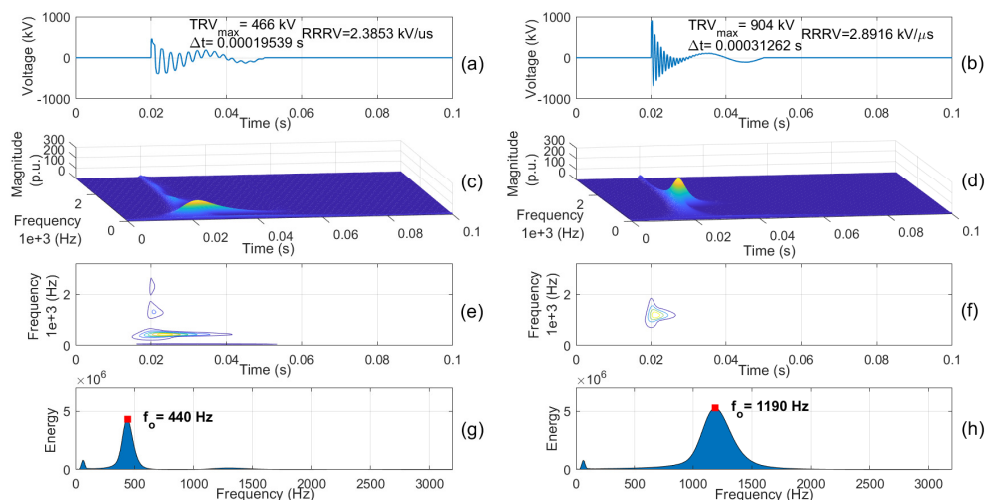 TRV max = 466 kV
Δt= 0.00019539 s
RRRV=2.3853 kV/us
Voltage (kV)
1000
0
-1000
0 0.02 0.04 0.06 0.08 0.1
Time (s)
(a)
TRV max = 904 kV
Δt= 0.00031262 s
RRRV=2.8916 kV/μs
Voltage (kV)
1000
0
-1000
0 0.02 0.04 0.06 0.08 0.1
Time (s)
(b)
Magnitude
(p.u.)
300
200
100
0
2
0
Frequency
1e+3 (Hz)
0 0.02 0.04 0.06 0.08 0.1
Time (s)
(c)
Magnitude
(p.u.)
300
200
100
0
2
0
Frequency
1e+3 (Hz)
0 0.02 0.04 0.06 0.08 0.1
Time (s)
(d)
Frequency
1e+3 (Hz)
2
0
0 0.02 0.04 0.06 0.08 0.1
Time (s)
(e)
Frequency
1e+3 (Hz)
2
0
0 0.02 0.04 0.06 0.08 0.1
Time (s)
(f)
×10⁶
Energy
5
0
f o = 440 Hz
0 500 1000 1500 2000 2500 3000
Frequency (Hz)
(g)
×10⁶
Energy
5
0
f o = 1190 Hz
0 500 1000 1500 2000 2500 3000
Frequency (Hz)
(h)